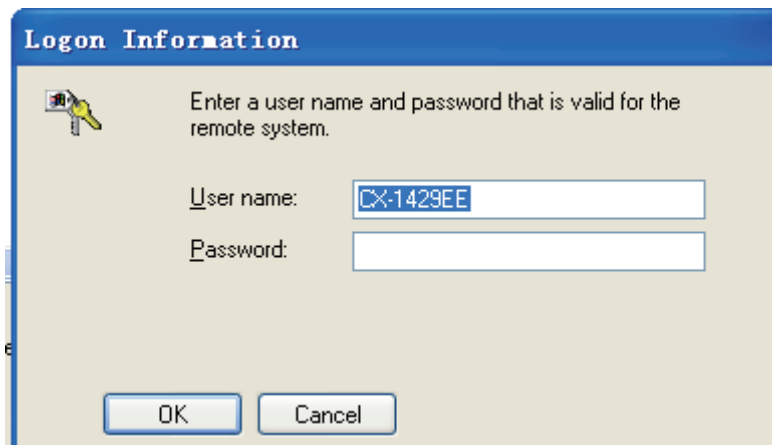 Logon Information
Enter a user name and password that is valid for the
remote system.
User name:
CX-1429EE
Password:
OK
Cancel